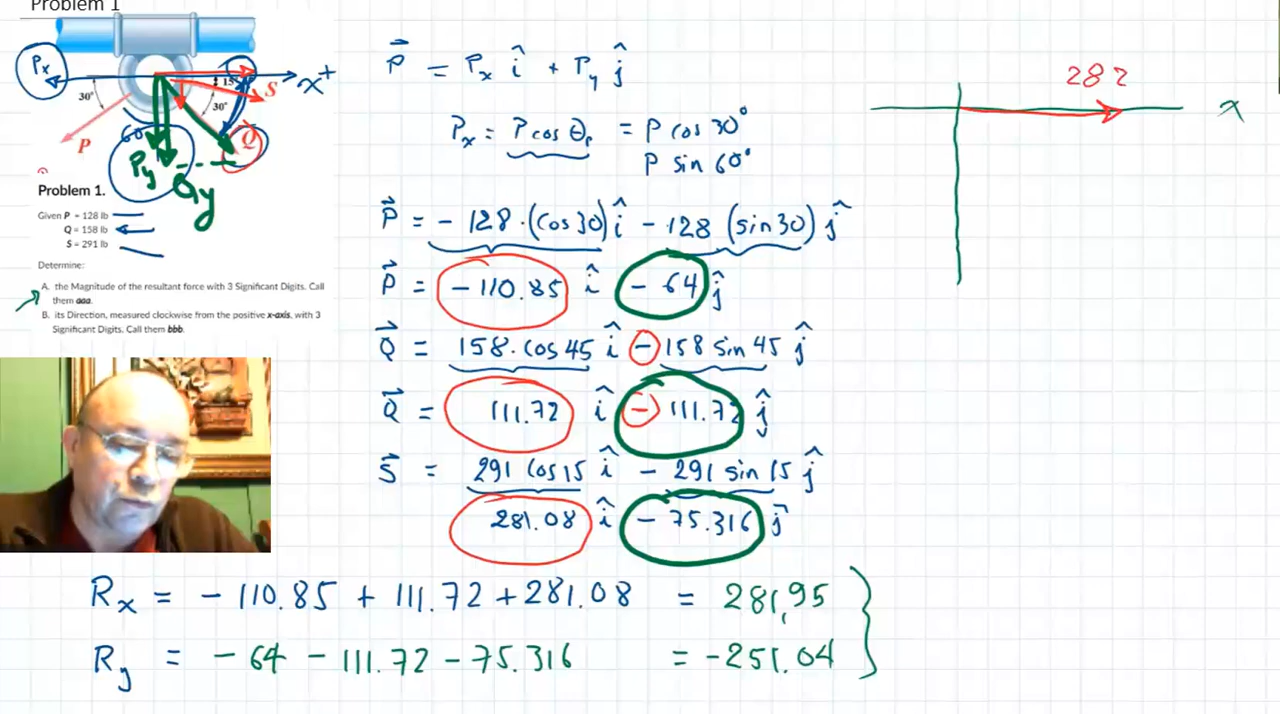 Problem 1
Px
x+
30°
15
S
30°
60
P
Q
Py
Qy
Problem 1.
Given P = 128 lb
Q = 158 lb
S = 291 lb
Determine:
A. the Magnitude of the resultant force with 3 Significant Digits. Call
them aaa.
B. its Direction, measured clockwise from the positive x-axis, with 3
Significant Digits. Call them bbb.
P⃗ = Px î + Py ĵ
Px = P cos θp = P cos 30°
P sin 60°
P⃗ = - 128 · (cos 30) î - 128 (sin 30) ĵ
P⃗ = - 110.85 î - 64 ĵ
Q⃗ = 158 · cos 45 î - 158 sin 45 ĵ
Q⃗ = 111.72 î - 111.72 ĵ
S⃗ = 291 cos 15 î - 291 sin 15 ĵ
281.08 î - 75.316 ĵ
Rx = - 110.85 + 111.72 + 281.08 = 281,95
Ry = - 64 - 111.72 - 75.316 = -251.04
282
x